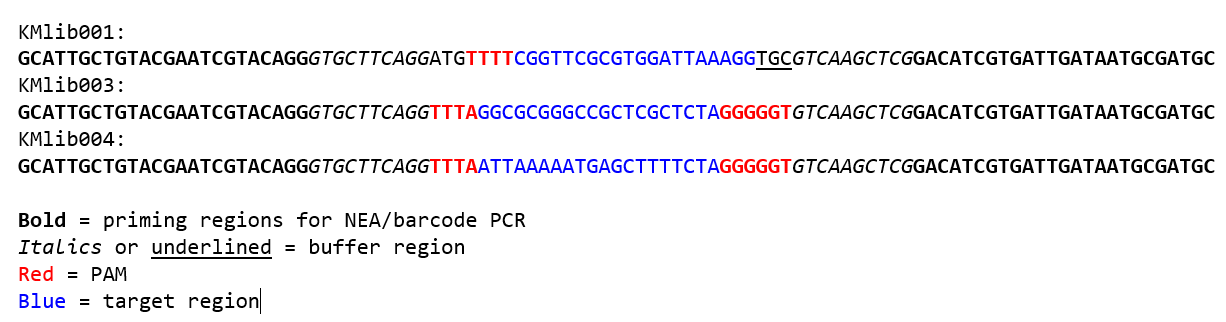 KMlib001:
GCATTGCTGTACGAATCGTACAGGGTGCTTCAGGATGTTTTCGGTTCGCGTGGATTAAAGGTGCGTCAAGCTCGGACATCGTGATTGATAATGCGATGC
KMlib003:
GCATTGCTGTACGAATCGTACAGGGTGCTTCAGGTTTAGGCGCGGGCCGCTCGCTCTAGGGGGTGTCAAGCTCGGACATCGTGATTGATAATGCGATGC
KMlib004:
GCATTGCTGTACGAATCGTACAGGGTGCTTCAGGTTTAATTAAAAATGAGCTTTTCTAGGGGGTGTCAAGCTCGGACATCGTGATTGATAATGCGATGC
Bold = priming regions for NEA/barcode PCR
Italics or underlined = buffer region
Red = PAM
Blue = target region